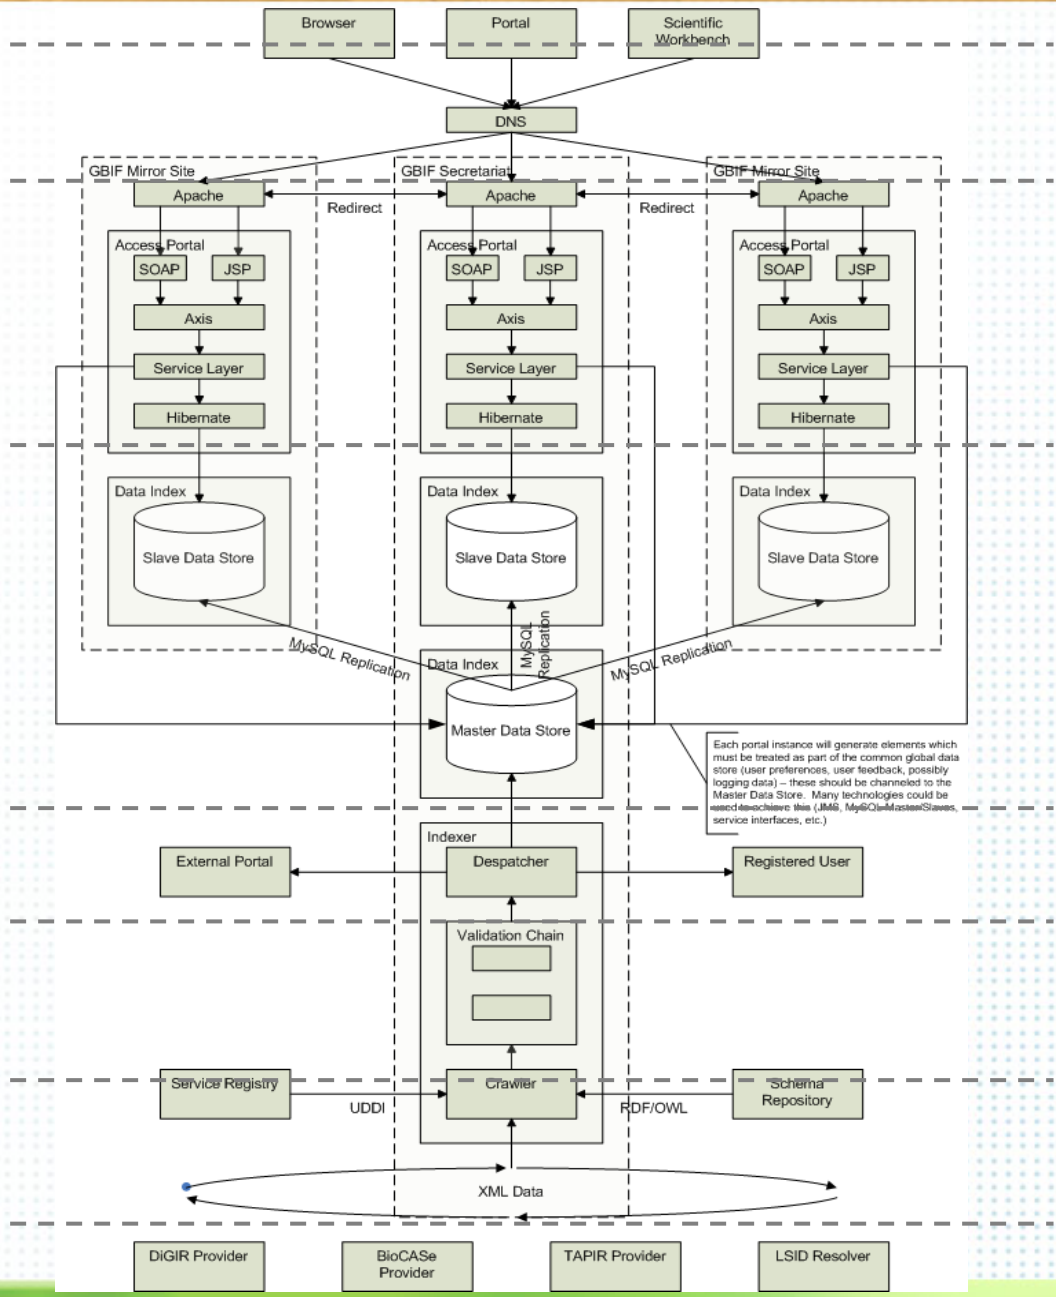 Browser
Portal
Scientific
Workbench
DNS
GBIF Mirror Site
GBIF Secretariat
GBIF Mirror Site
Apache
Redirect
Apache
Redirect
Apache
Access Portal
Access Portal
Access Portal
SOAP
JSP
SOAP
JSP
SOAP
JSP
Axis
Axis
Axis
Service Layer
Service Layer
Service Layer
Hibernate
Hibernate
Hibernate
Data Index
Data Index
Data Index
Slave Data Store
Slave Data Store
Slave Data Store
MySQL Replication
MySQL
Replication
MySQL Replication
Data Index
Master Data Store
Each portal instance will generate elements which
must be treated as part of the common global data
store (user preferences, user feedback, possibly
logging data) – these should be channeled to the
Master Data Store. Many technologies could be
used to achieve this (JMS, MySQL Master/Slaves,
service interfaces, etc.)
Indexer
External Portal
Despatcher
Registered User
Validation Chain
Service Registry
Crawler
Schema
Repository
UDDI
RDF/OWL
XML Data
DiGIR Provider
BioCASe
Provider
TAPIR Provider
LSID Resolver